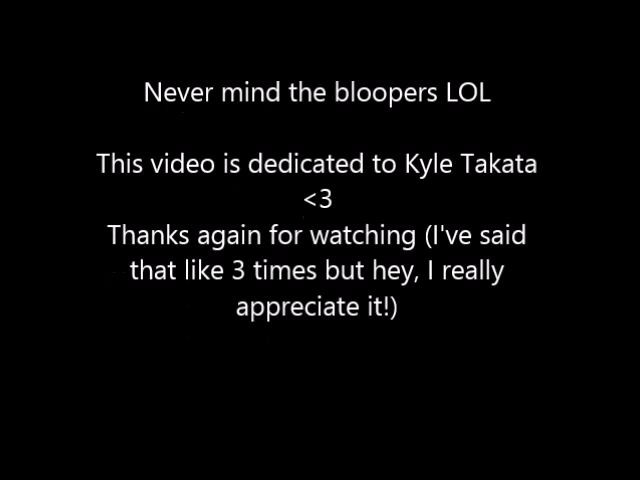 Never mind the bloopers LOL
This video is dedicated to Kyle Takata
<3
Thanks again for watching (I've said
that like 3 times but hey, I really
appreciate it!)